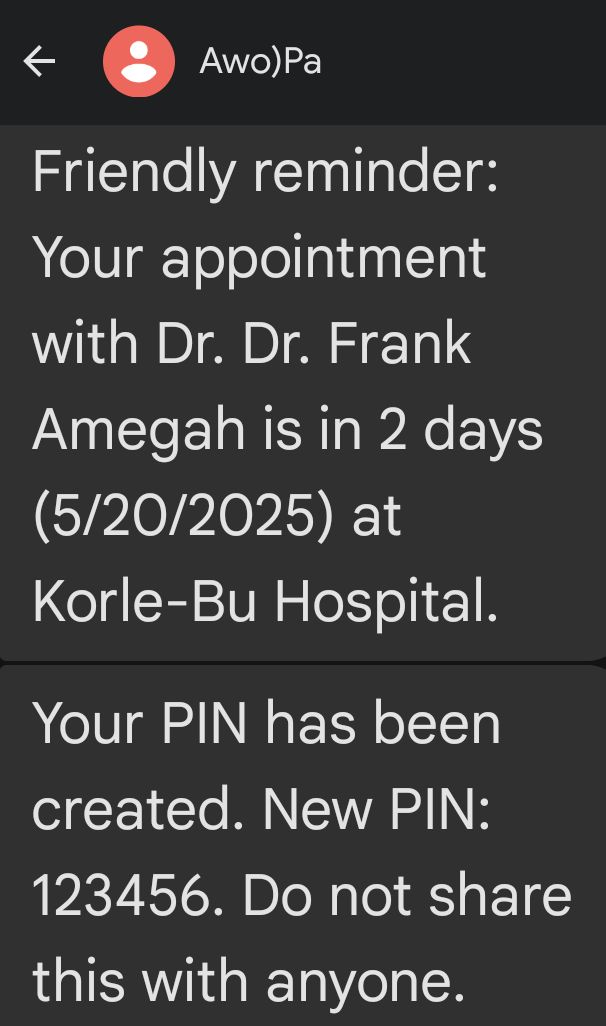 Awo)Pa
Friendly reminder:
Your appointment
with Dr. Dr. Frank
Amegah is in 2 days
(5/20/2025) at
Korle-Bu Hospital.
Your PIN has been
created. New PIN:
123456. Do not share
this with anyone.